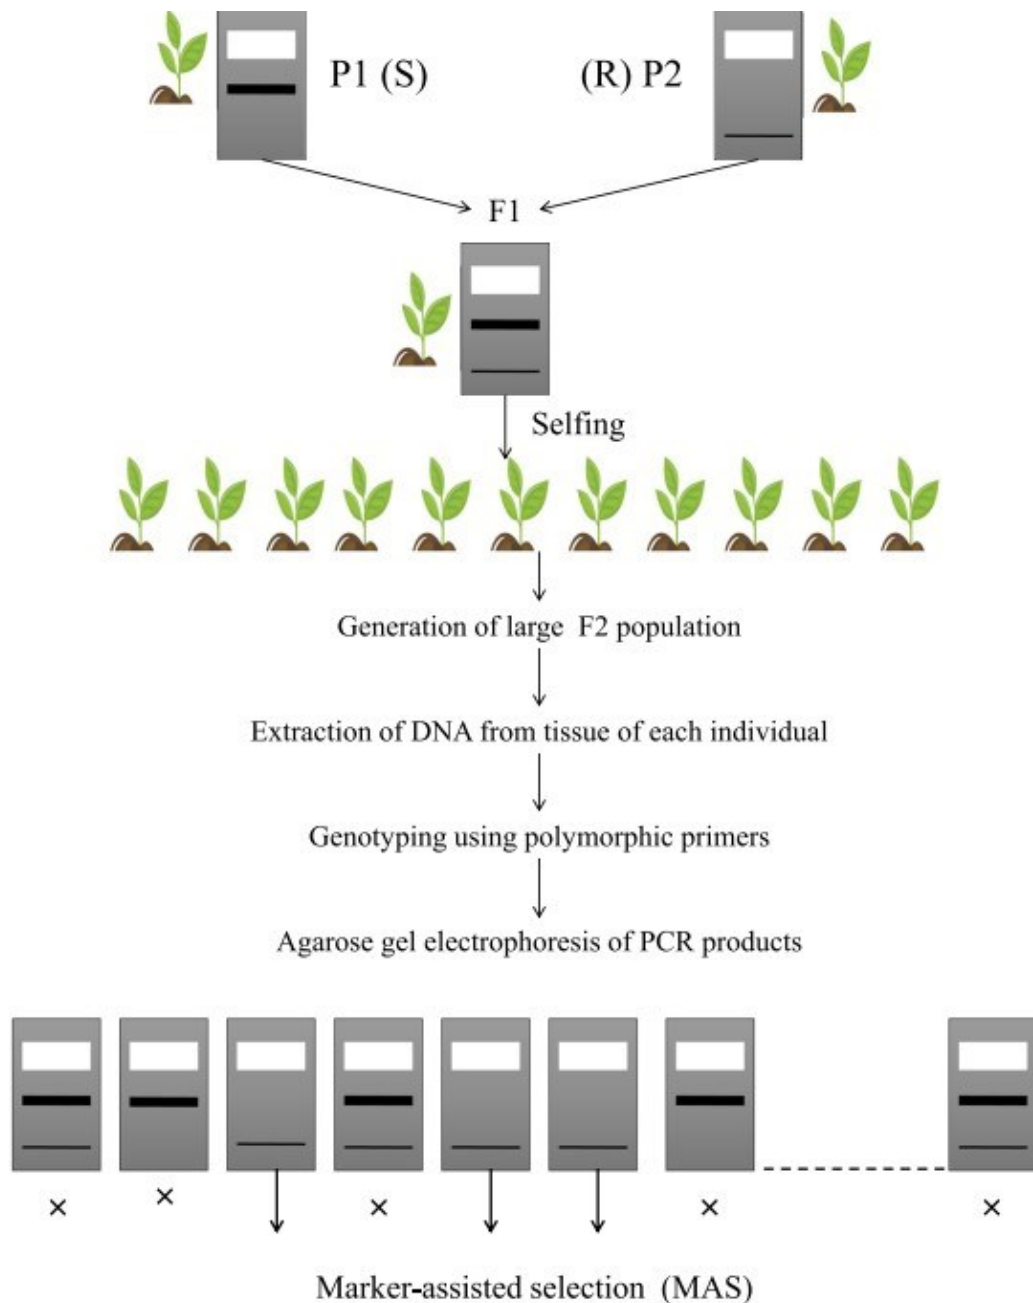 P1 (S)
(R) P2
F1
Selfing
Generation of large F2 population
Extraction of DNA from tissue of each individual
Genotyping using polymorphic primers
Agarose gel electrophoresis of PCR products
× × × × ×
Marker-assisted selection (MAS)